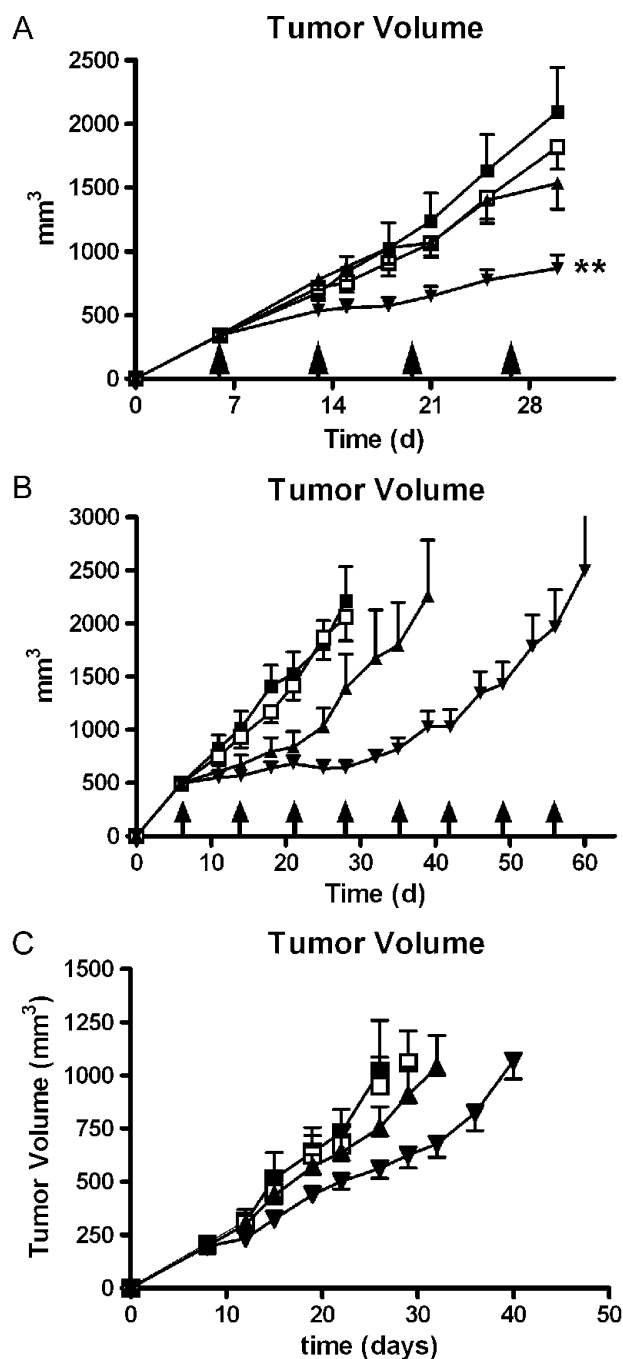 A
Tumor Volume
2500
2000
1500
1000
500
0
mm3
**
0 7 14 21 28
Time (d)
B
Tumor Volume
3000
2500
2000
1500
1000
500
0
mm3
0 10 20 30 40 50 60
Time (d)
C
Tumor Volume
1500
1250
1000
750
500
250
0
Tumor Volume (mm3)
0 10 20 30 40 50
time (days)